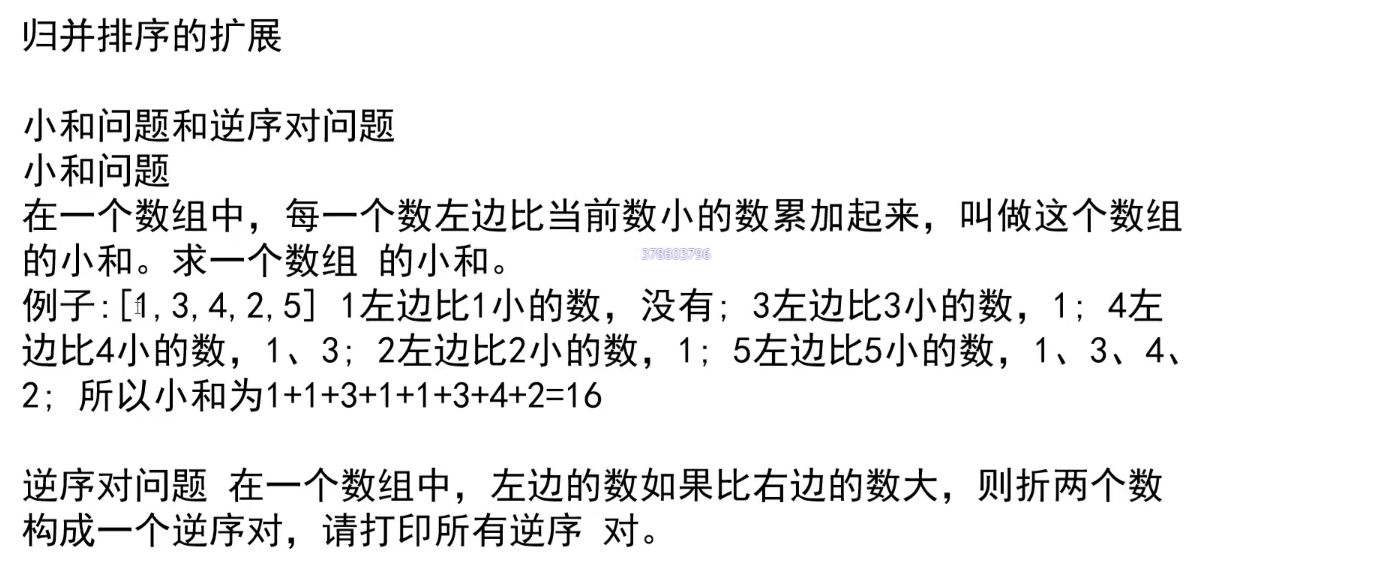 归并排序的扩展
小和问题和逆序对问题
小和问题
在一个数组中，每一个数左边比当前数小的数累加起来，叫做这个数组
的小和。求一个数组 的小和。
378603796
例子:[1,3,4,2,5] 1左边比1小的数，没有; 3左边比3小的数，1; 4左
边比4小的数，1、3; 2左边比2小的数，1; 5左边比5小的数，1、3、4、
2; 所以小和为1+1+3+1+1+3+4+2=16
逆序对问题 在一个数组中，左边的数如果比右边的数大，则折两个数
构成一个逆序对，请打印所有逆序 对。